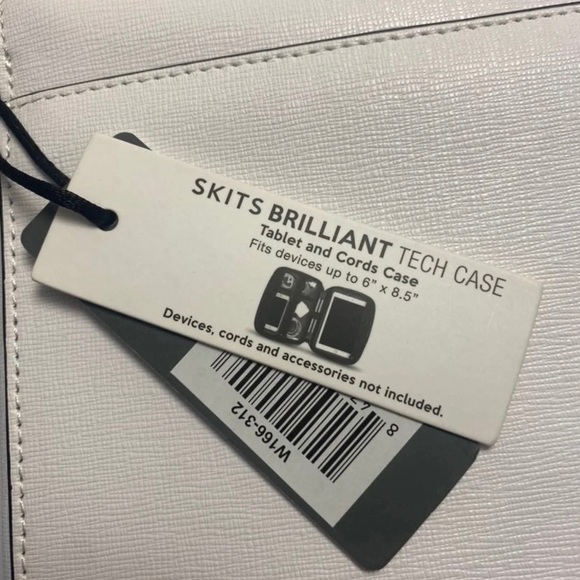 SKITS BRILLIANT TECH CASE
Tablet and Cords Case
Fits devices up to 6" x 8.5"
Devices, cords and accessories not included.
W166-312
8